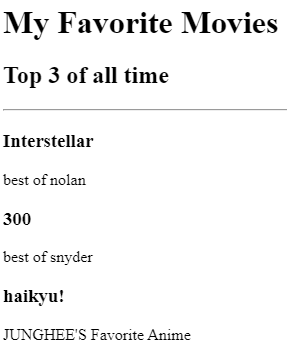 My Favorite Movies
Top 3 of all time
Interstellar
best of nolan
300
best of snyder
haikyu!
JUNGHEE'S Favorite Anime